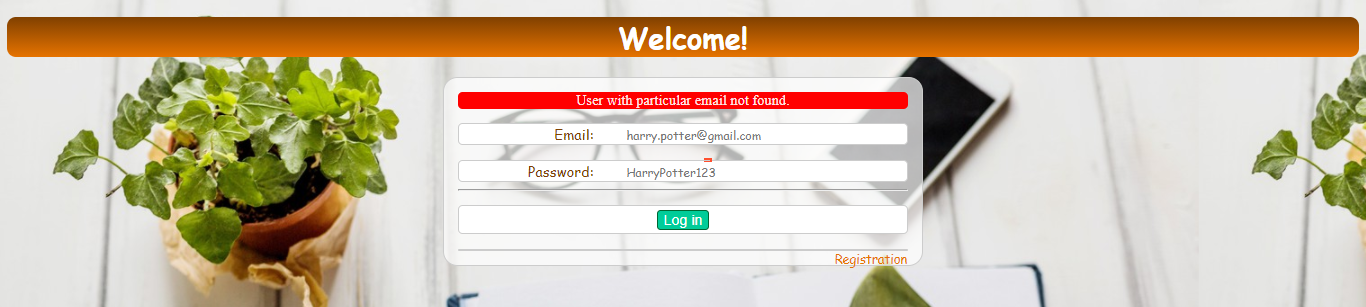 Welcome!
User with particular email not found.
Email: harry.potter@gmail.com
Password: HarryPotter123
Log in
Registration